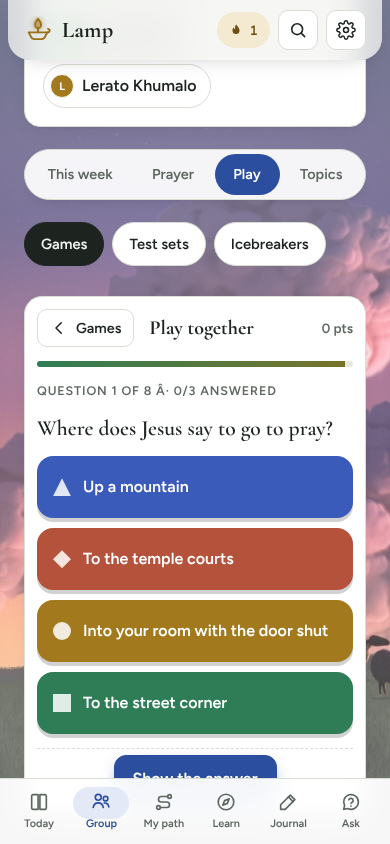 Lamp
1
L
Lerato Khumalo
This week
Prayer
Play
Topics
Games
Test sets
Icebreakers
Games
Play together
0 pts
QUESTION 1 OF 8 Â· 0/3 ANSWERED
Where does Jesus say to go to pray?
Up a mountain
To the temple courts
Into your room with the door shut
To the street corner
Show the answer
Today
Group
My path
Learn
Journal
Ask